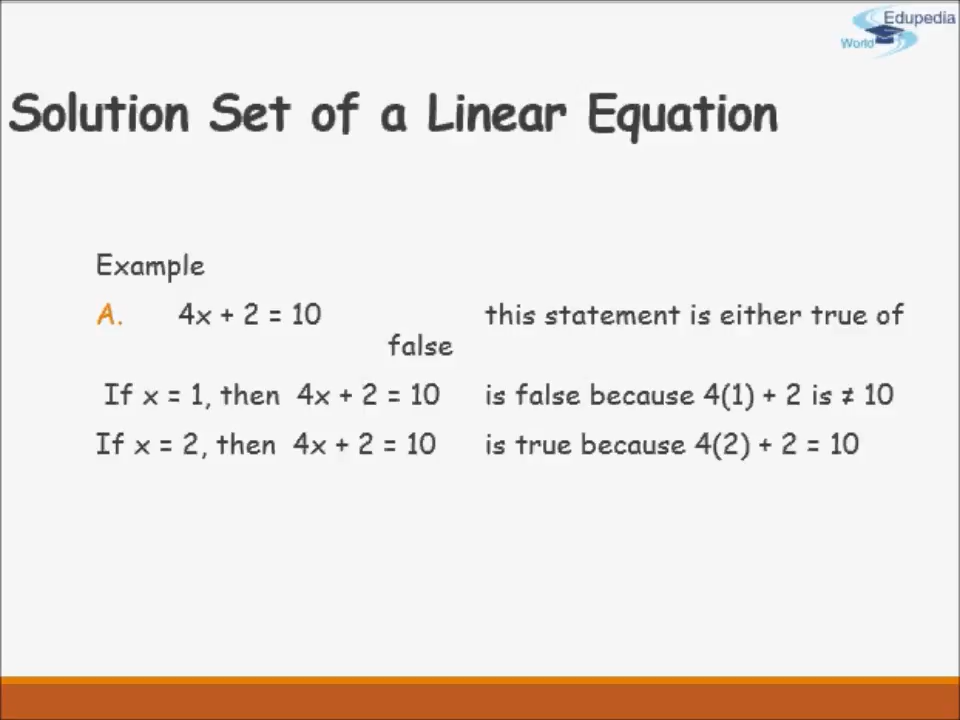 Edupedia
World
Solution Set of a Linear Equation
Example
A. 4x + 2 = 10 this statement is either true of
false
If x = 1, then 4x + 2 = 10 is false because 4(1) + 2 is ≠ 10
If x = 2, then 4x + 2 = 10 is true because 4(2) + 2 = 10